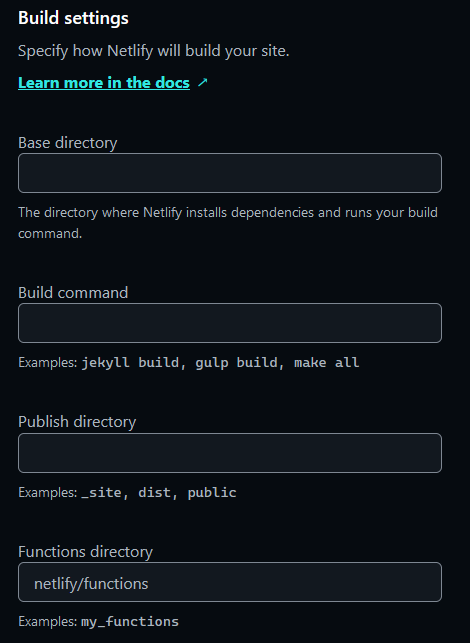 Build settings
Specify how Netlify will build your site.
Learn more in the docs ↗
Base directory
The directory where Netlify installs dependencies and runs your build
command.
Build command
Examples: jekyll build, gulp build, make all
Publish directory
Examples: _site, dist, public
Functions directory
netlify/functions
Examples: my_functions